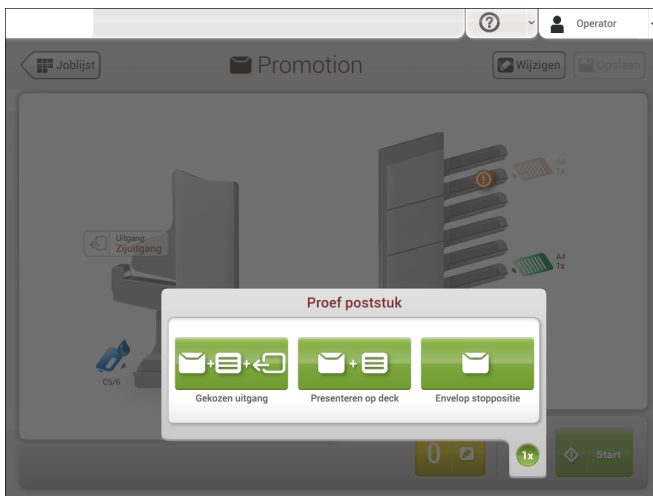 Operator
Joblijst
Promotion
Wijzigen
Opslaan
A4
1x
Uitgang:
Zijuitgang
A4
1x
C5/6
Proef poststuk
Gekozen uitgang
Presenteren op deck
Envelop stoppositie
0
1x
Start